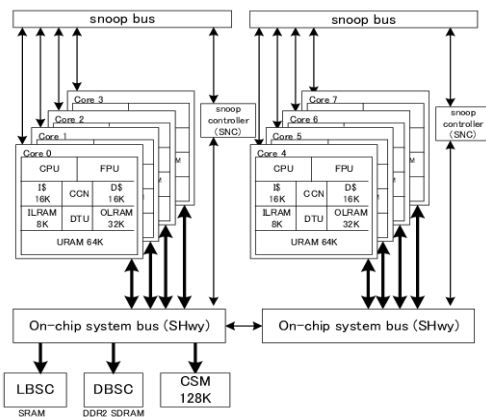 snoop bus
snoop bus
Core 3
Core 2
Core 1
Core 0
CPU
FPU
I$
16K
CCN
D$
16K
ILRAM
8K
DTU
OLRAM
32K
URAM 64K
snoop
controller
(SNC)
Core 7
Core 6
Core 5
Core 4
CPU
FPU
I$
16K
CCN
D$
16K
ILRAM
8K
DTU
OLRAM
32K
URAM 64K
snoop
controller
(SNC)
On-chip system bus (SHwy)
On-chip system bus (SHwy)
LBSC
DBSC
CSM
128K
SRAM
DDR2 SDRAM